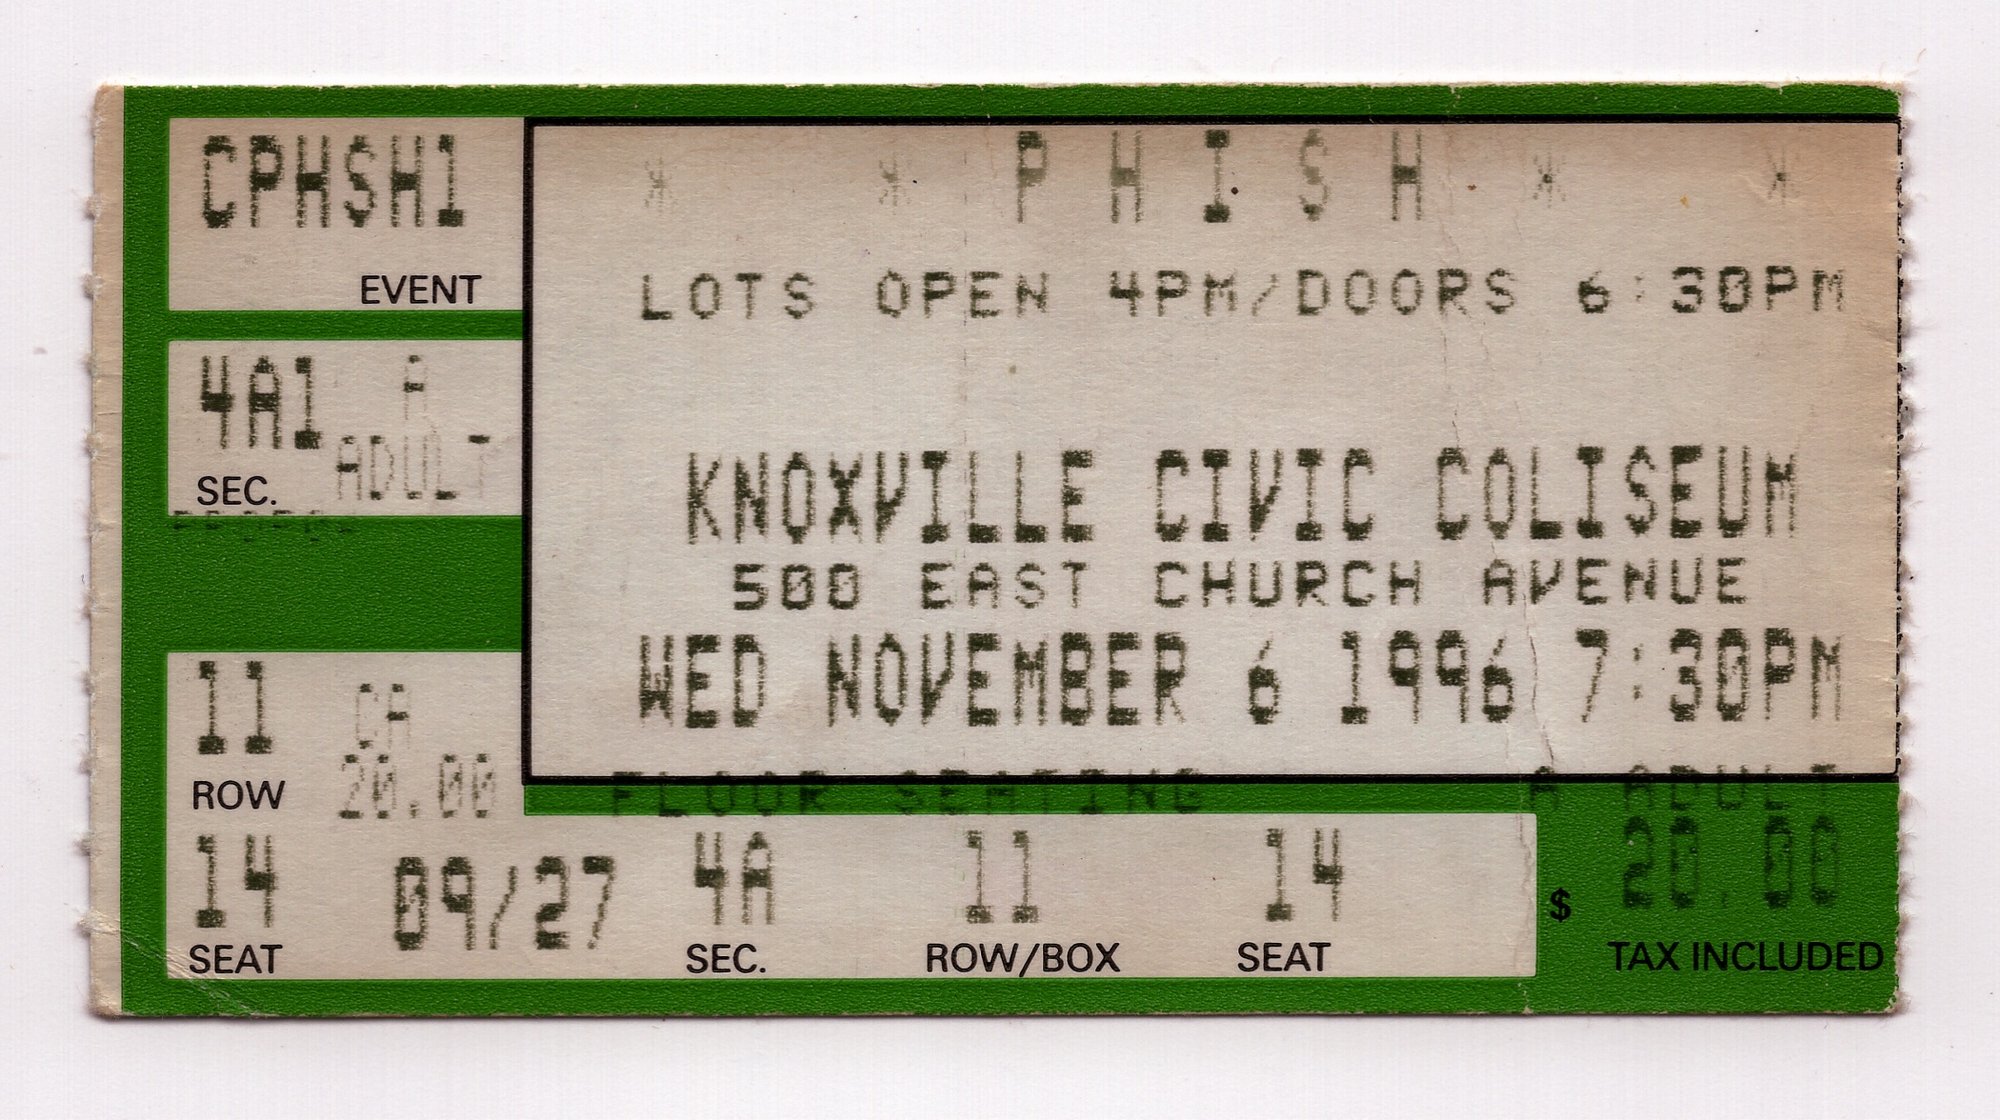 CPHSH1
EVENT
4A1 A
ADULT
SEC.
11 CA
ROW 20.00
14 09/27
SEAT
* * P H I S H * *
LOTS OPEN 4PM/DOORS 6:30PM
KNOXVILLE CIVIC COLISEUM
500 EAST CHURCH AVENUE
WED NOVEMBER 6 1996 7:30PM
FLOOR SEATING A ADULT
4A 11 14 $ 20.00
SEC. ROW/BOX SEAT TAX INCLUDED